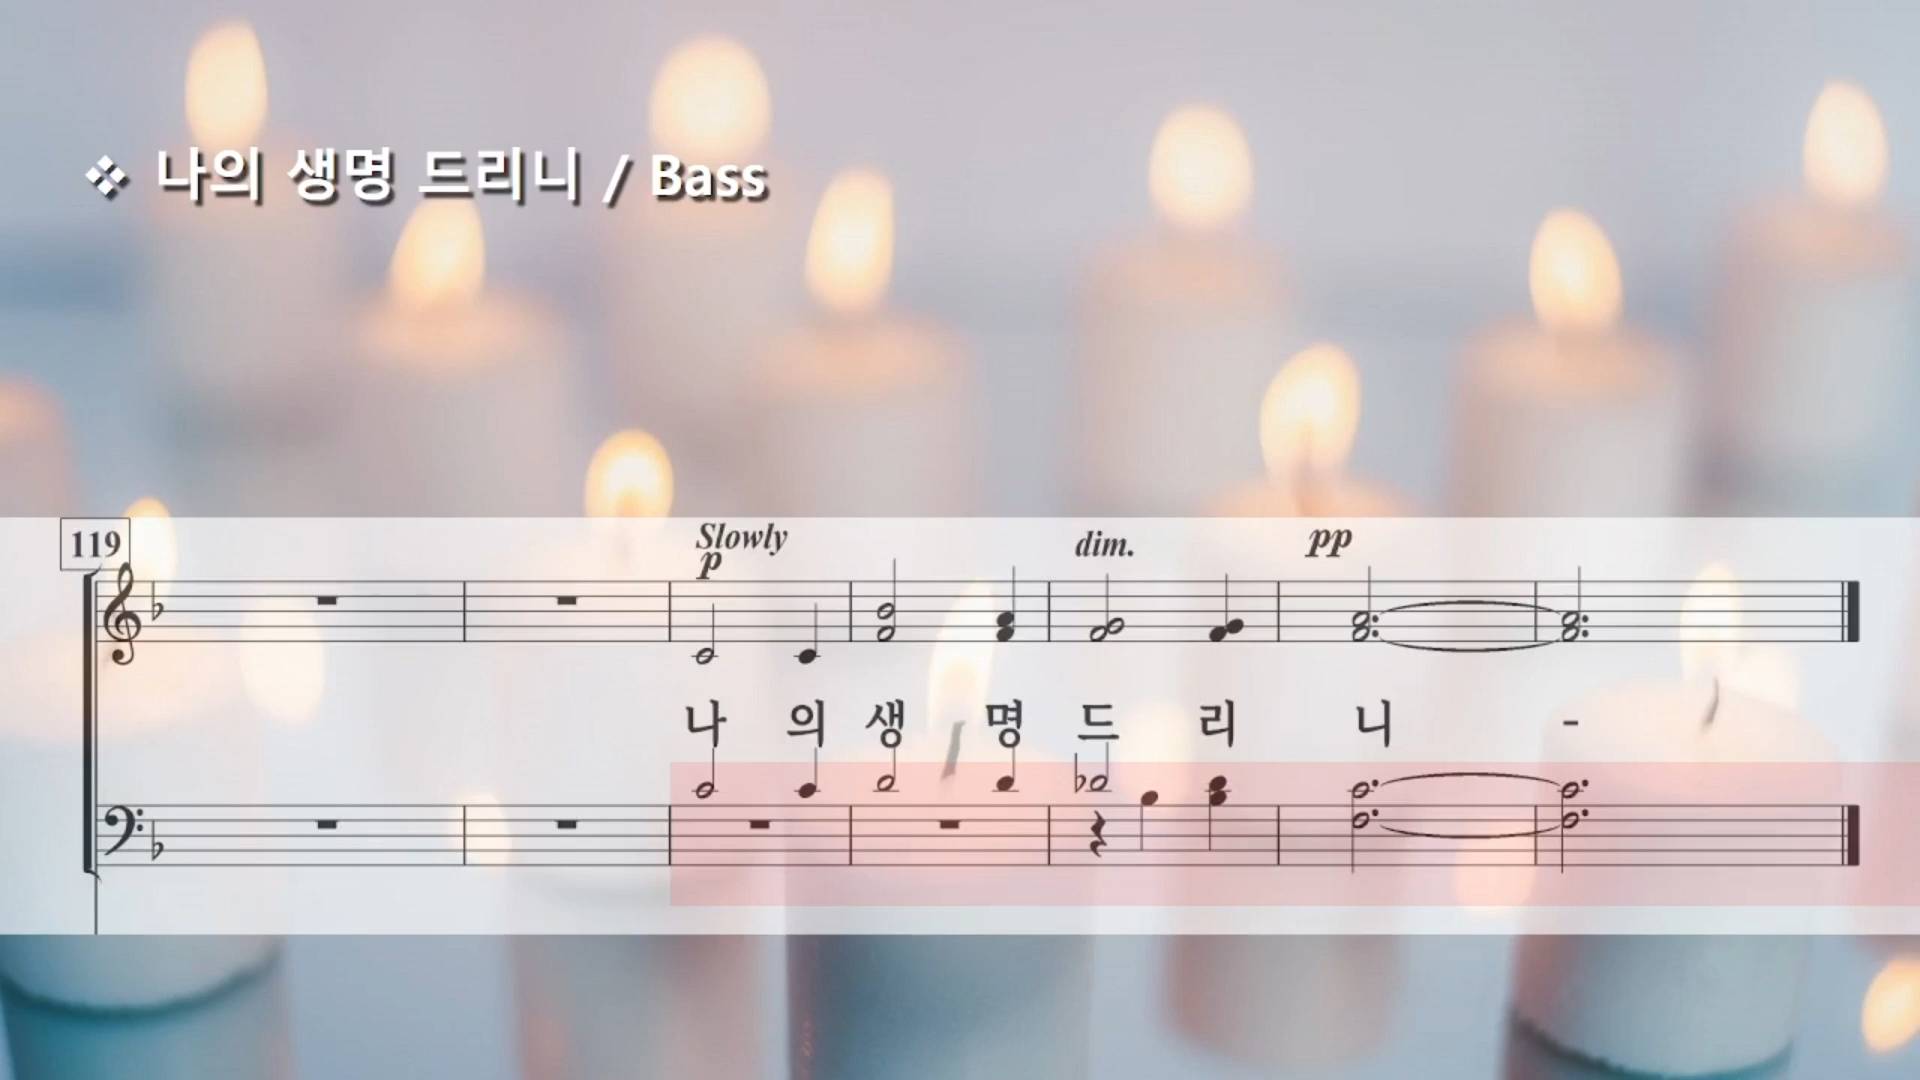 ❖ 나의 생명 드리니 / Bass
119
Slowly
p
dim.
pp
나 의 생 명 드 리 니 -